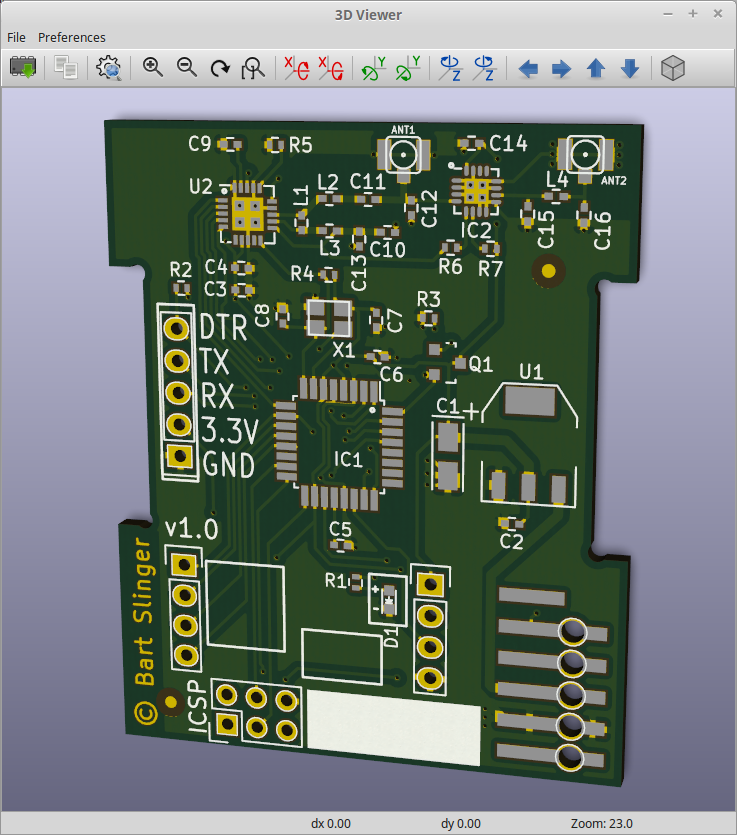 3D Viewer
File Preferences
X X Y Y Z Z
ANT1
C9 R5 C14
ANT2
U2 L2 C11 L4
L1 C12 IC2 C15 C16
L3 C13 C10
R6 R7
R2 C4 R4
C3
C8 X1 C7 R3
DTR
TX
RX
3.3V
GND
C6 Q1
U1
C1 +
IC1
v1.0
C5 C2
R1 + - D1
© Bart Slinger
ICSP
dx 0.00 dy 0.00 Zoom: 23.0